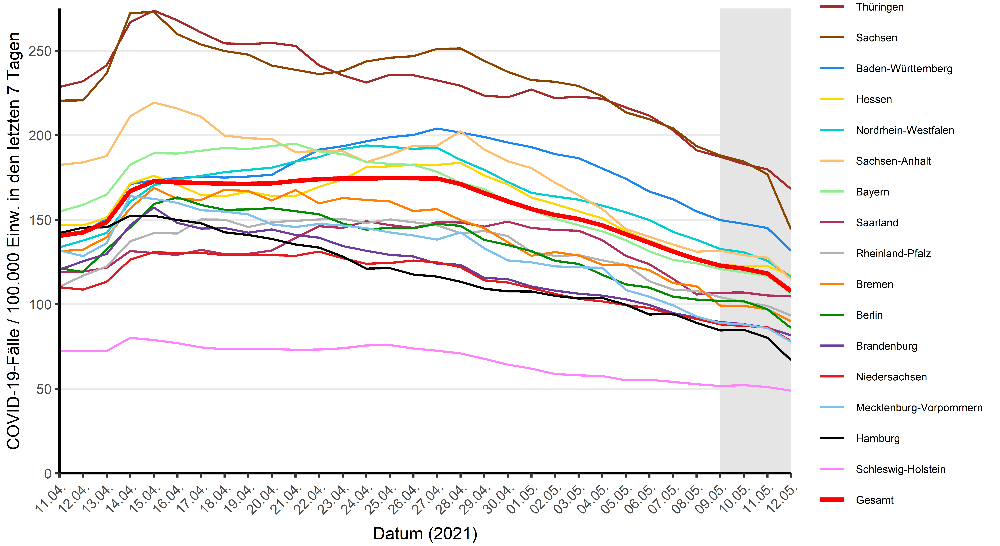 COVID-19-Fälle / 100.000 Einw. in den letzten 7 Tagen
250
200
150
100
50
0
11.04.
12.04.
13.04.
14.04.
15.04.
16.04.
17.04.
18.04.
19.04.
20.04.
21.04.
22.04.
23.04.
24.04.
25.04.
26.04.
27.04.
28.04.
29.04.
30.04.
01.05.
02.05.
03.05.
04.05.
05.05.
06.05.
07.05.
08.05.
09.05.
10.05.
11.05.
12.05.
Datum (2021)
Thüringen
Sachsen
Baden-Württemberg
Hessen
Nordrhein-Westfalen
Sachsen-Anhalt
Bayern
Saarland
Rheinland-Pfalz
Bremen
Berlin
Brandenburg
Niedersachsen
Mecklenburg-Vorpommern
Hamburg
Schleswig-Holstein
Gesamt